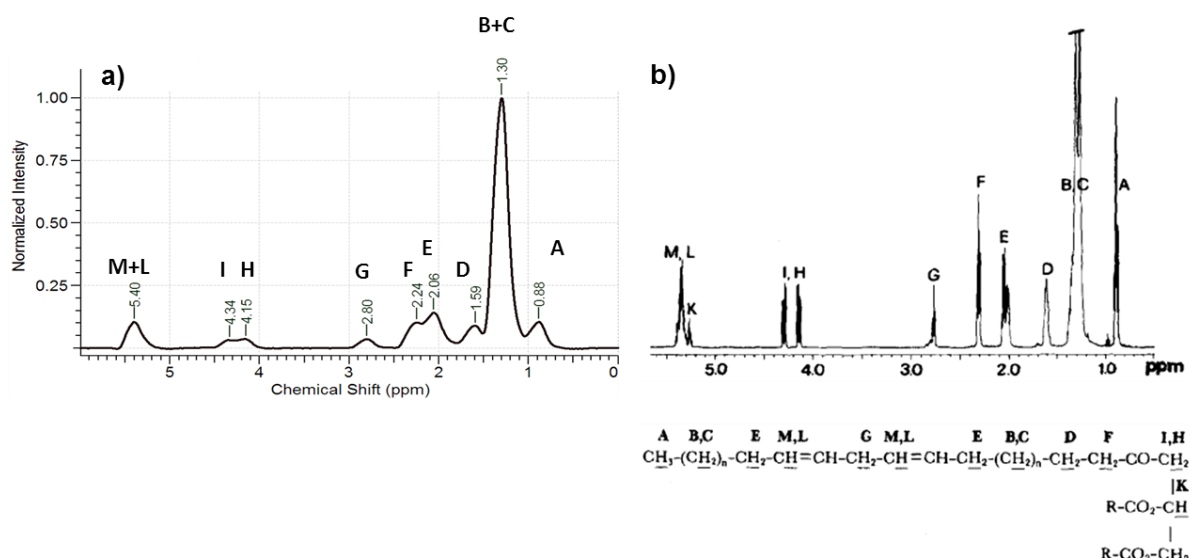 a)
B+C
1.30
Normalized Intensity
1.00
0.75
0.50
0.25
M+L
5.40
I
4.34
H
4.15
G
2.80
F
2.24
E
2.06
D
1.59
A
0.88
5 4 3 2 1 0
Chemical Shift (ppm)
b)
M, L
K
I, H
G
F
E
D
B, C
A
5.0 4.0 3.0 2.0 1.0 ppm
A B,C E M,L G M,L E B,C D F I,H
CH₃-(CH₂)n-CH₂-CH=CH-CH₂-CH=CH-CH₂-(CH₂)n-CH₂-CH₂-CO-CH₂
|K
R-CO₂-CH
|
R-CO₂-CH₂